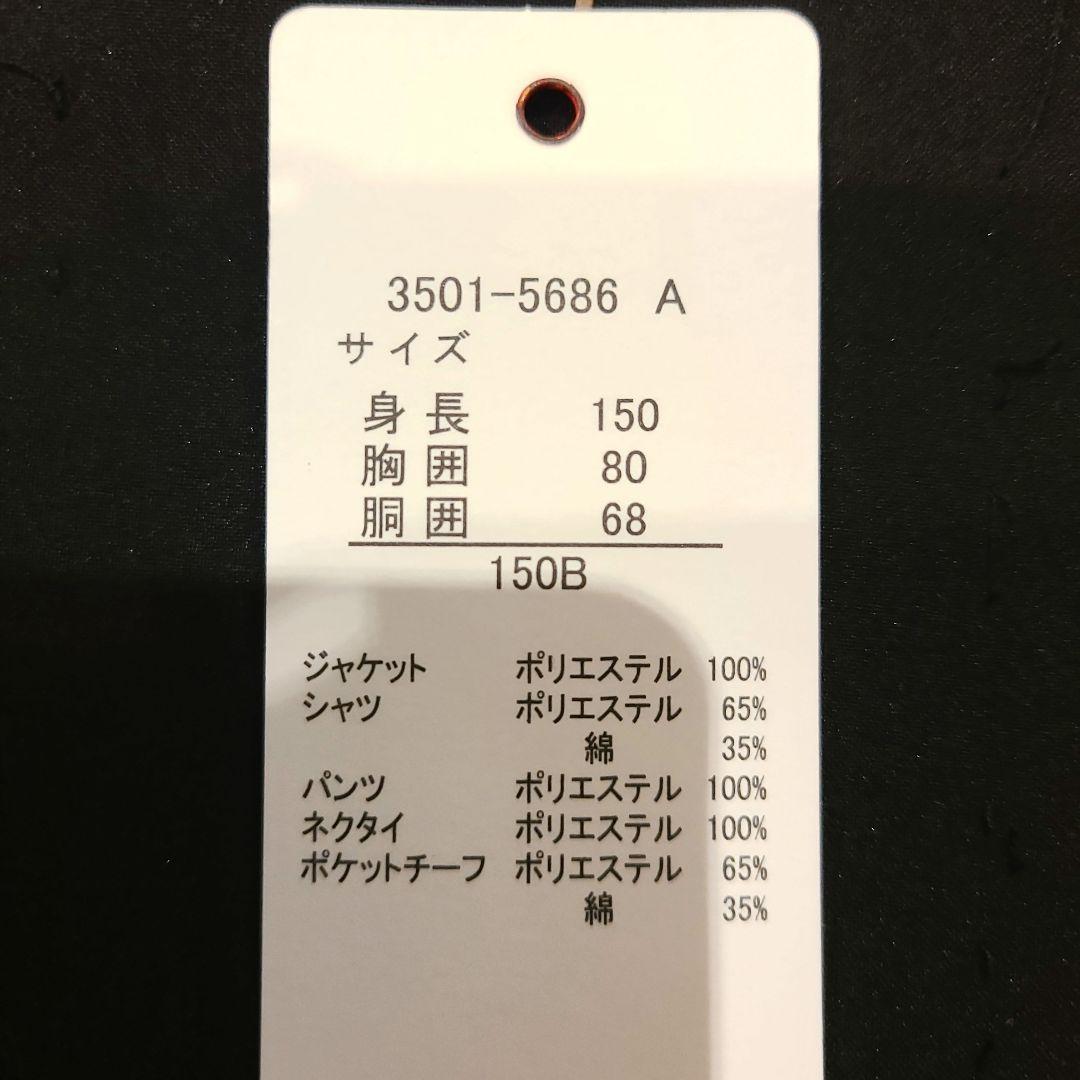 3501-5686 A
サイズ
身長 150
胸囲 80
胴囲 68
150B
ジャケット ポリエステル 100%
シャツ ポリエステル 65%
綿 35%
パンツ ポリエステル 100%
ネクタイ ポリエステル 100%
ポケットチーフ ポリエステル 65%
綿 35%